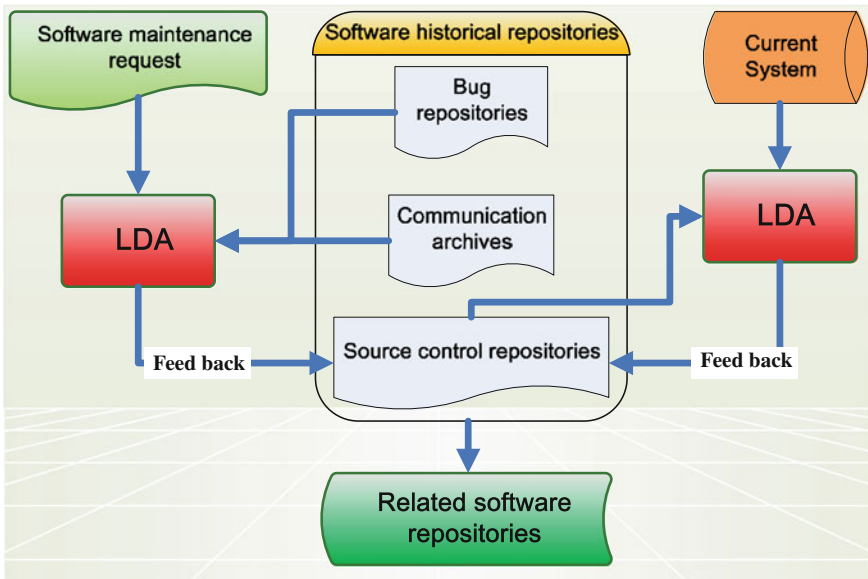 Software maintenance
request
Software historical repositories
Current
System
Bug
repositories
LDA
Communication
archives
LDA
Source control repositories
Feed back
Feed back
Related software
repositories